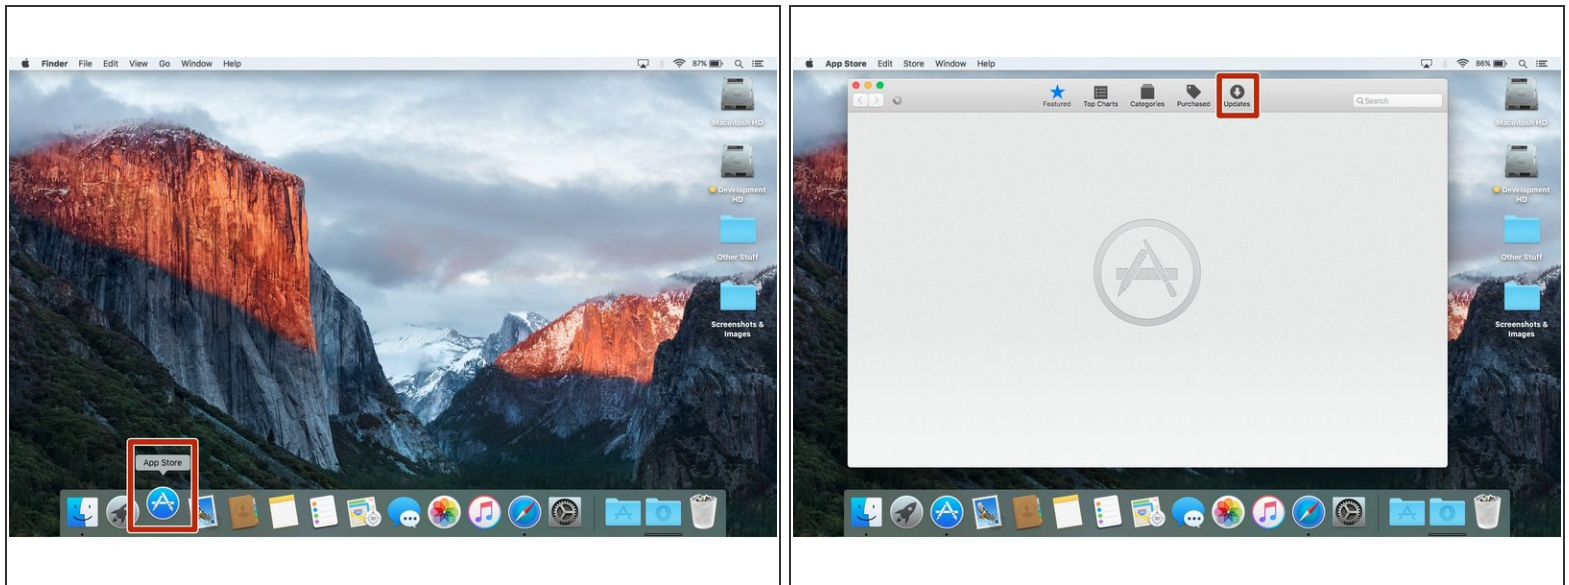 Finder File Edit View Go Window Help 87%
Macintosh HD
Development
HD
Other Stuff
Screenshots &
Images
App Store
App Store Edit Store Window Help 86%
Featured Top Charts Categories Purchased Updates Search
Macintosh HD
Development
HD
Other Stuff
Screenshots &
Images